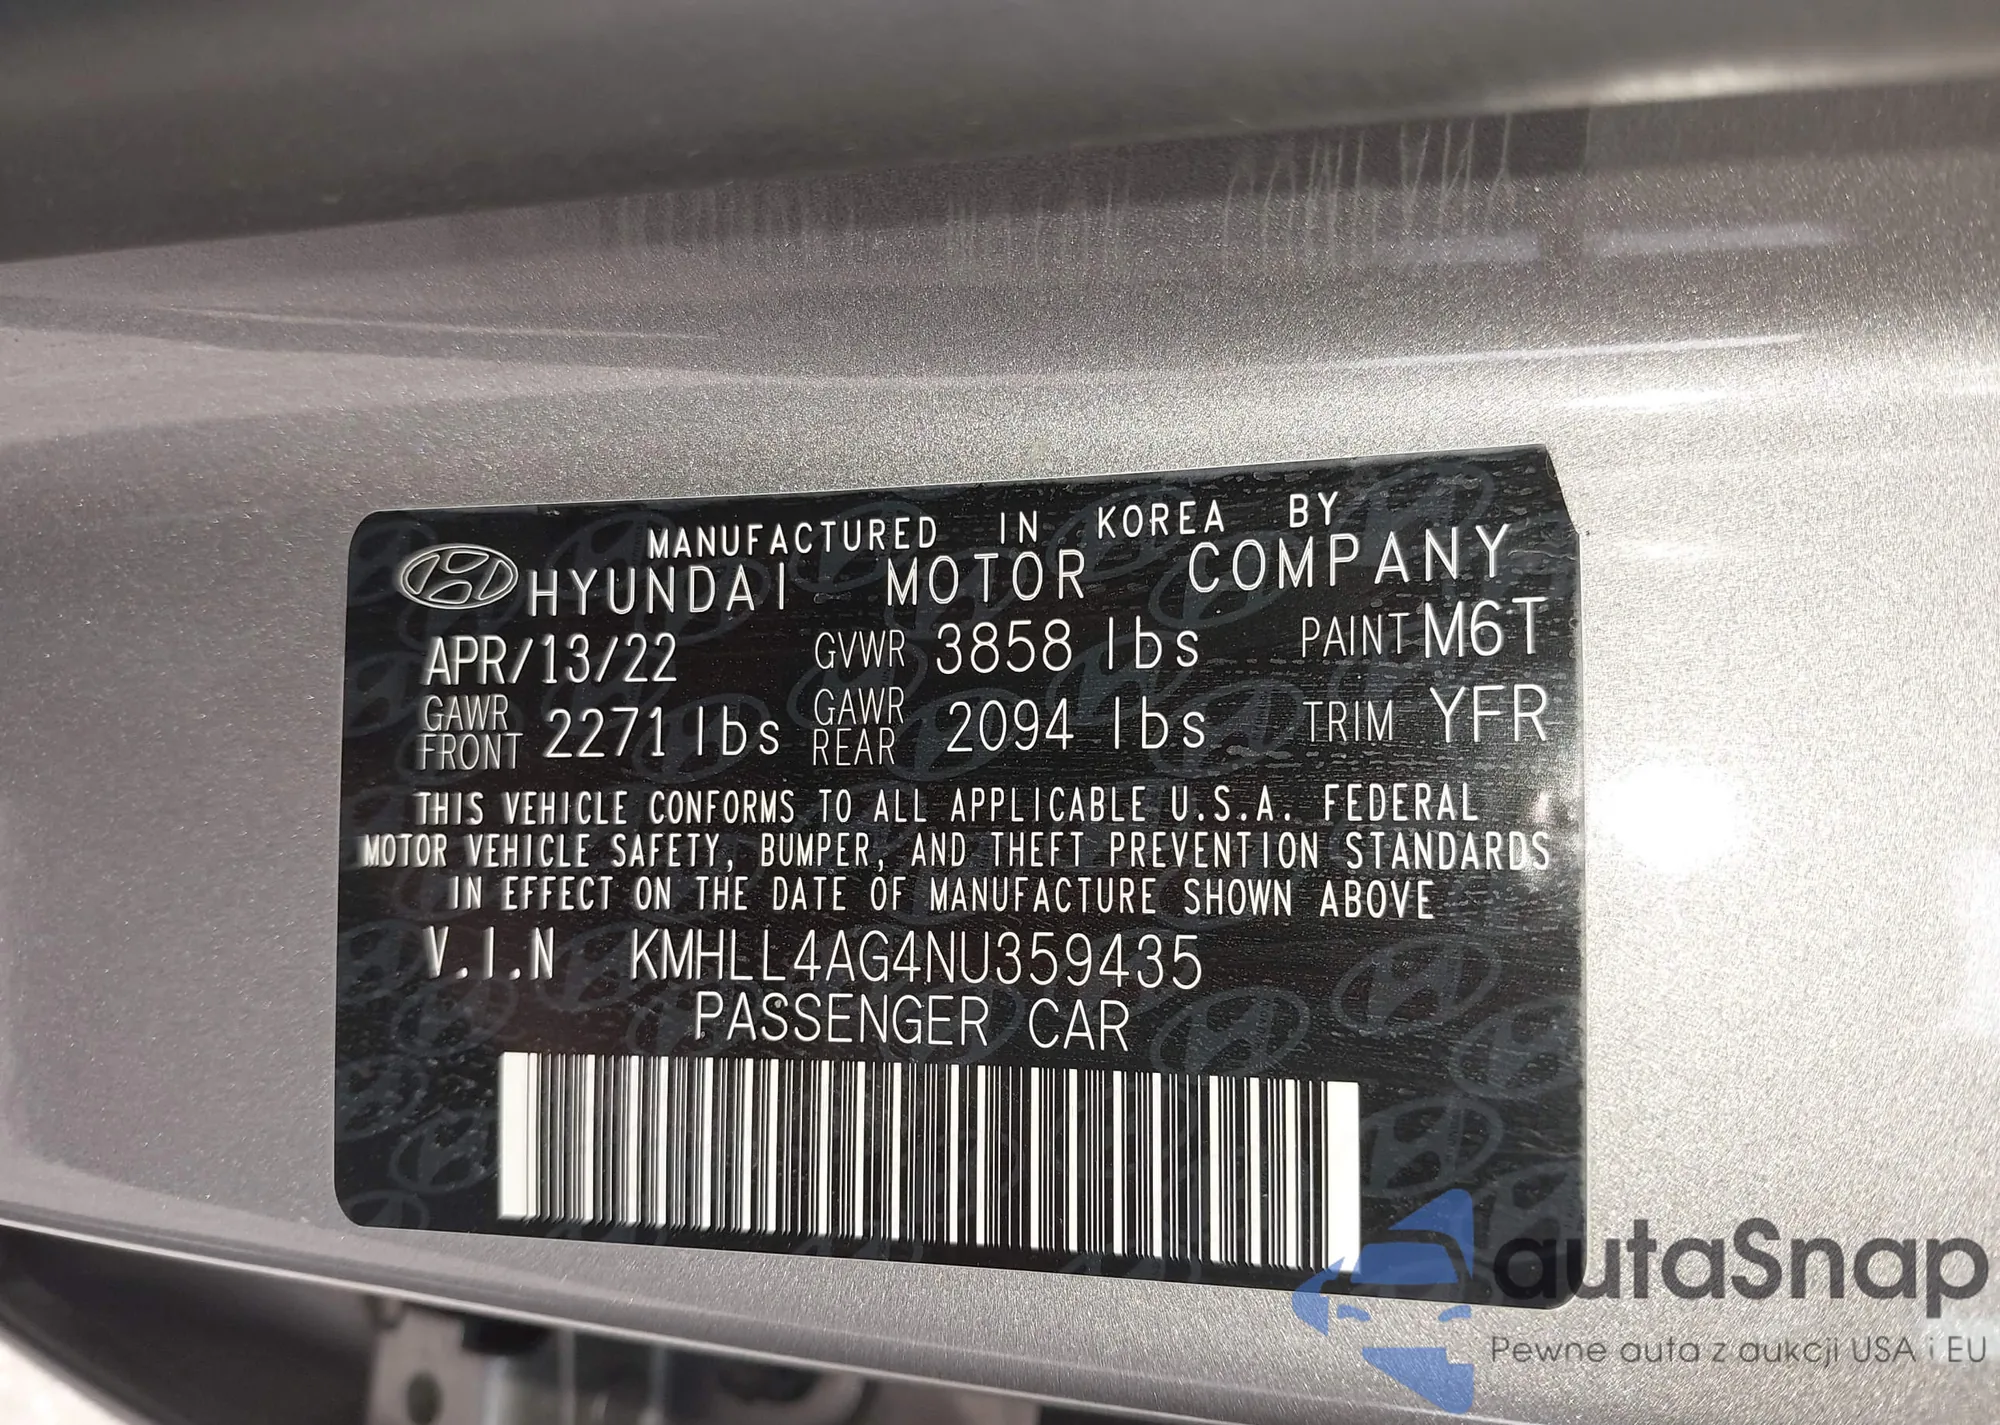 MANUFACTURED IN KOREA BY
HYUNDAI MOTOR COMPANY
APR/13/22 GVWR 3858 lbs PAINT M6T
GAWR FRONT 2271 lbs GAWR REAR 2094 lbs TRIM YFR
THIS VEHICLE CONFORMS TO ALL APPLICABLE U.S.A. FEDERAL
MOTOR VEHICLE SAFETY, BUMPER, AND THEFT PREVENTION STANDARDS
IN EFFECT ON THE DATE OF MANUFACTURE SHOWN ABOVE
V.I.N KMHLL4AG4NU359435
PASSENGER CAR
autaSnap
Pewne auta z aukcji USA i EU